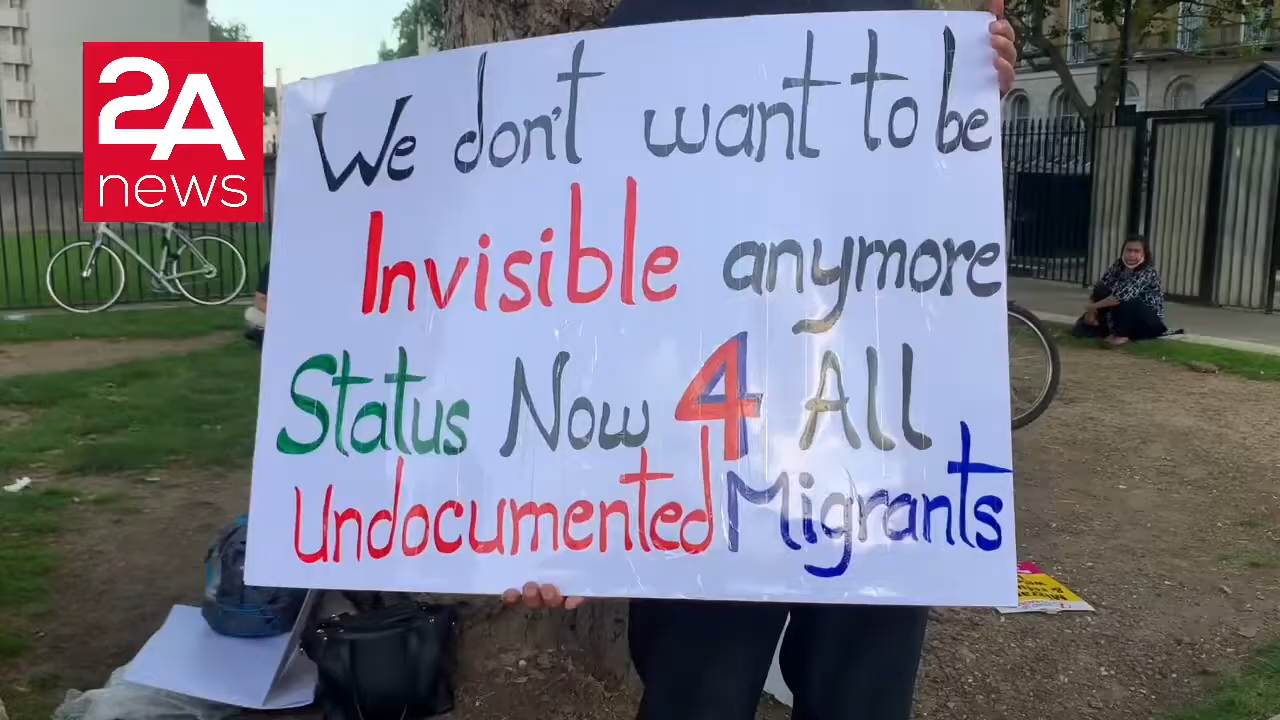 2A
news
We don't want to be
Invisible anymore
Status Now 4 All
Undocumented Migrants